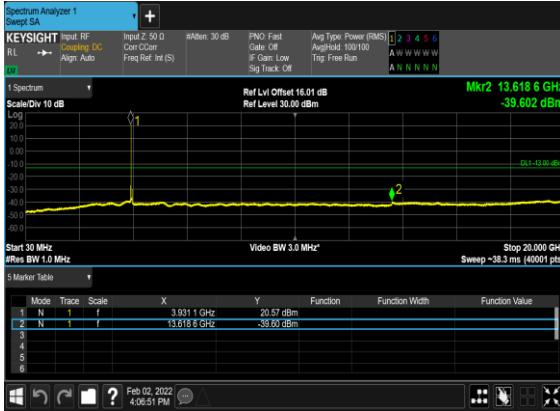 Spectrum Analyzer 1
Swept SA
+
KEYSIGHT Input: RF Input Z: 50 Ω #Atten: 30 dB PNO: Fast Avg Type: Power (RMS) 1 2 3 4 5 6
RL Coupling: DC Corr CCorr Gate: Off Avg|Hold: 100/100 A W W W W W
Align: Auto Freq Ref: Int (S) IF Gain: Low Trig: Free Run
Sig Track: Off A N N N N N
1 Spectrum Ref Lvl Offset 16.01 dB Mkr2 13.618 6 GHz
Scale/Div 10 dB Ref Level 30.00 dBm -39.602 dBm
Log
20.0
10.0
0.00
-10.0
-20.0
-30.0
-40.0
-50.0
-60.0
1
DL1 -13.00 dBm
2
Start 30 MHz Video BW 3.0 MHz* Stop 20.000 GH
#Res BW 1.0 MHz Sweep ~38.3 ms (40001 pts
5 Marker Table
Mode Trace Scale X Y Function Function Width Function Value
1 N 1 f 3.931 1 GHz 20.57 dBm
2 N 1 f 13.618 6 GHz -39.60 dBm
3
4
5
6
? Feb 02, 2022
4:06:51 PM